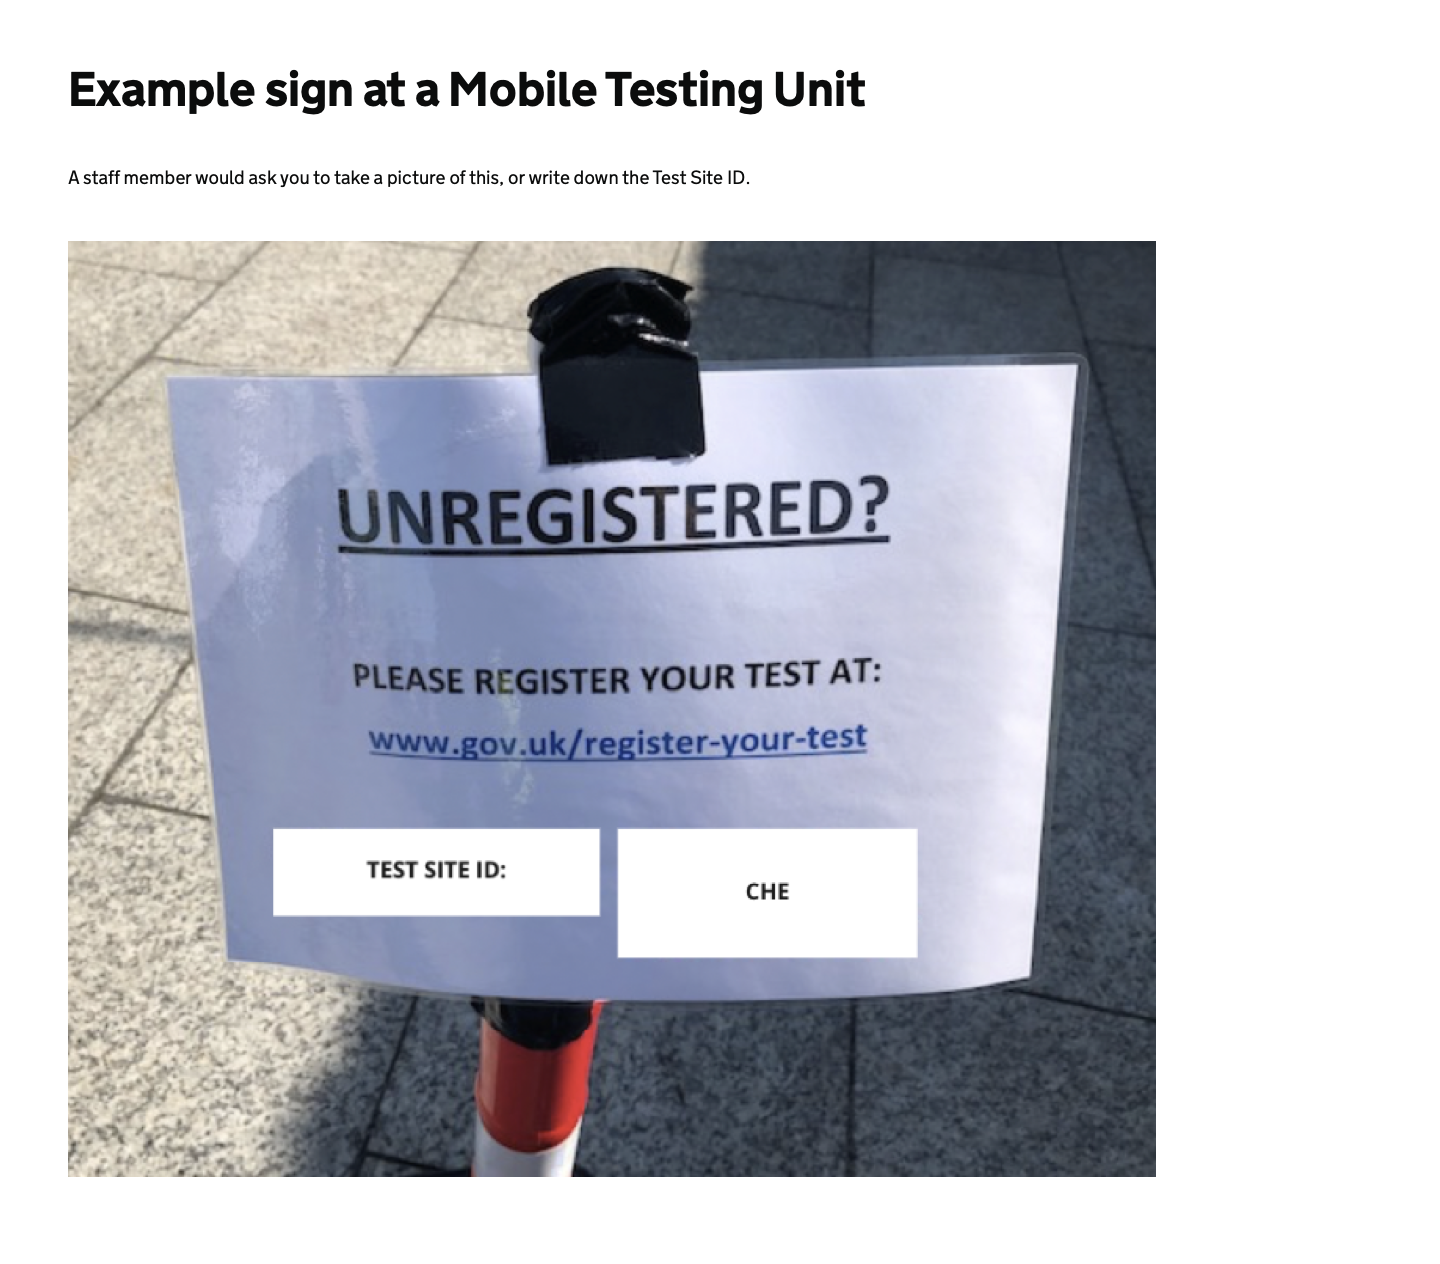 Example sign at a Mobile Testing Unit
A staff member would ask you to take a picture of this, or write down the Test Site ID.
UNREGISTERED?
PLEASE REGISTER YOUR TEST AT:
www.gov.uk/register-your-test
TEST SITE ID:
CHE